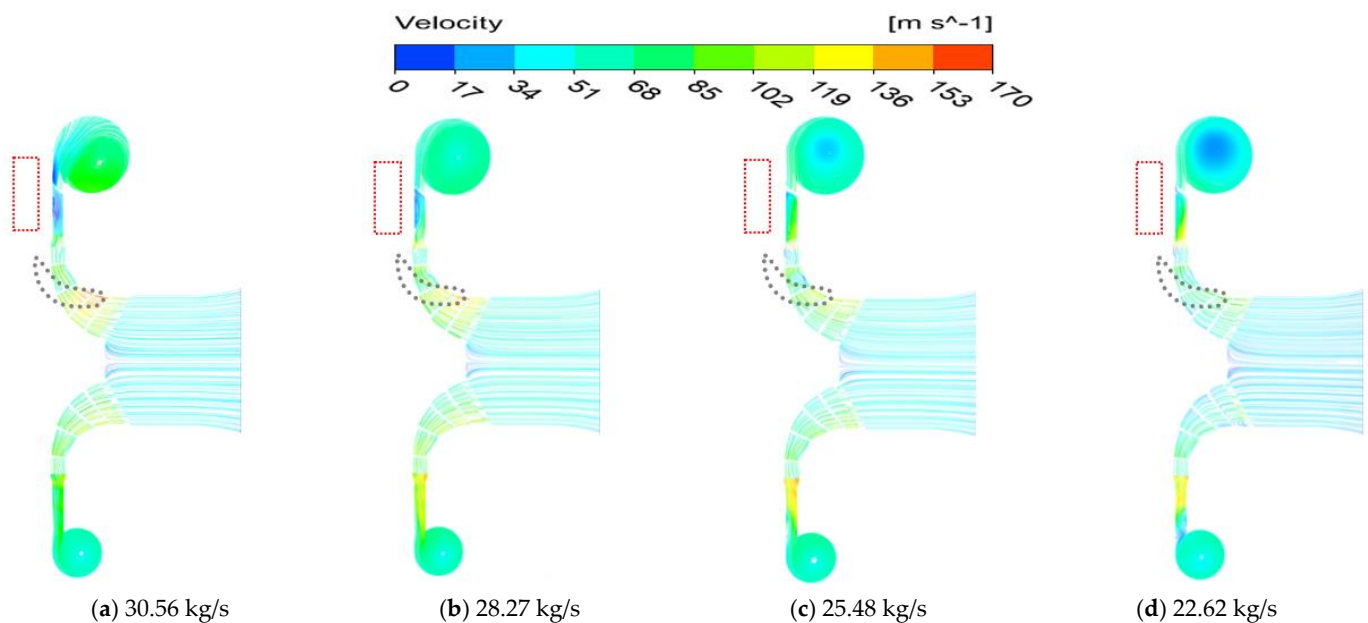 Velocity [m s^-1]
0 17 34 51 68 85 102 119 136 153 170
(a) 30.56 kg/s (b) 28.27 kg/s (c) 25.48 kg/s (d) 22.62 kg/s